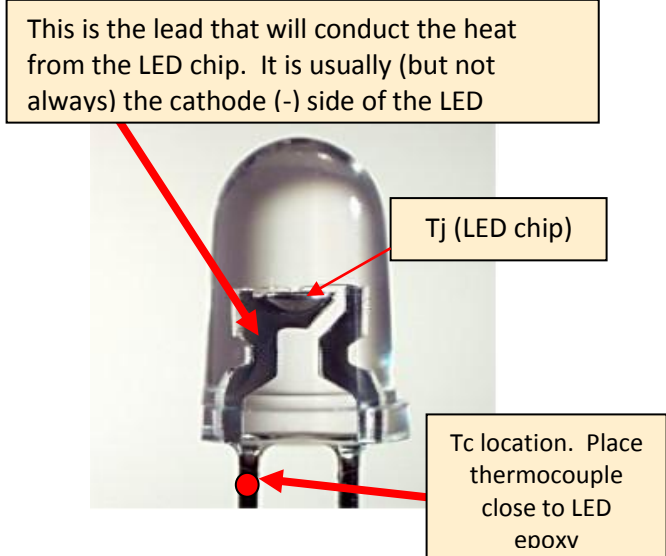 This is the lead that will conduct the heat
from the LED chip.  It is usually (but not
always) the cathode (-) side of the LED
Tj (LED chip)
Tc location.  Place
thermocouple
close to LED
epoxy